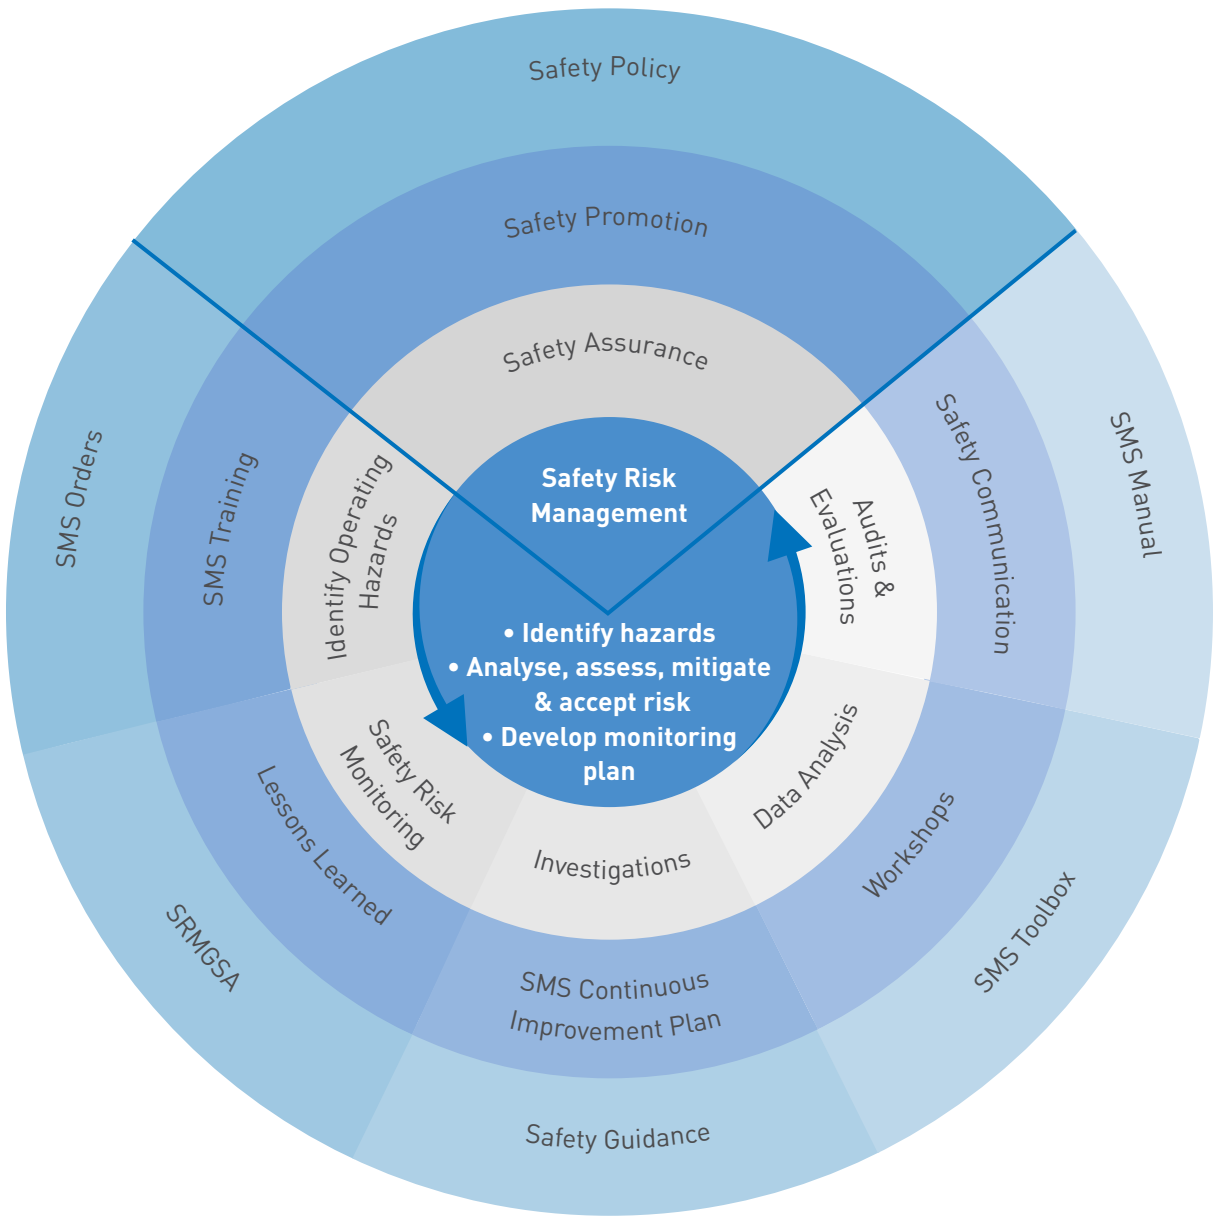 Safety Policy
Safety Promotion
Safety Assurance
Safety Risk
Management
• Identify hazards
• Analyse, assess, mitigate
& accept risk
• Develop monitoring
plan
Identify Operating
Hazards
Safety Risk
Monitoring
Investigations
Data Analysis
Audits &
Evaluations
SMS Training
Lessons Learned
SMS Continuous
Improvement Plan
Workshops
Safety Communication
SMS Orders
SRMGSA
Safety Guidance
SMS Toolbox
SMS Manual